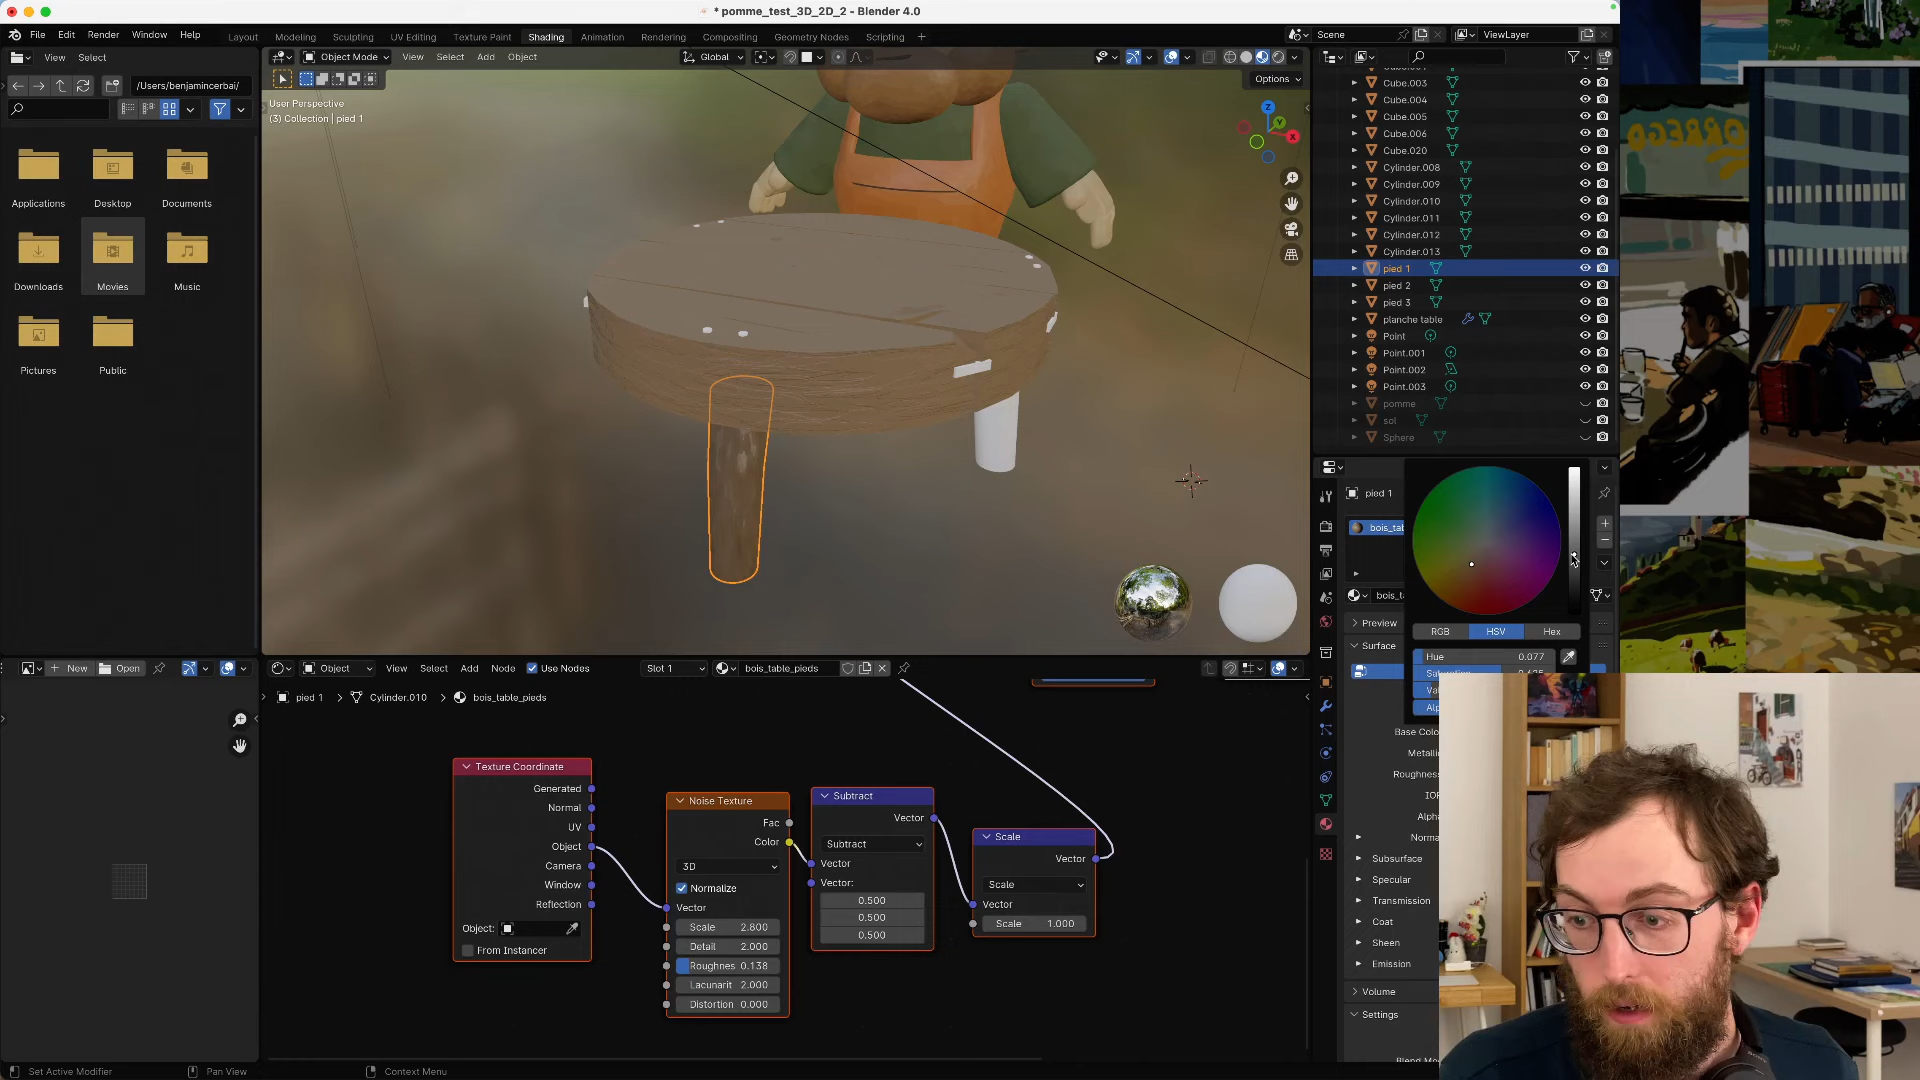 * pomme_test_3D_2D_2 - Blender 4.0
File Edit Render Window Help
Layout Modeling Sculpting UV Editing Texture Paint Shading Animation Rendering Compositing Geometry Nodes Scripting +
Scene ViewLayer
View Select
/Users/benjamincerbai/
Applications Desktop Documents
Downloads Movies Music
Pictures Public
Object Mode View Select Add Object Global
Options
User Perspective
(3) Collection | pied 1
Z
Y
X
Cube.003
Cube.004
Cube.005
Cube.006
Cube.020
Cylinder.008
Cylinder.009
Cylinder.010
Cylinder.011
Cylinder.012
Cylinder.013
pied 1
pied 2
pied 3
planche table
Point
Point.001
Point.002
Point.003
pomme
sol
Sphere
pied 1
RGB HSV Hex
Hue 0.077
Preview
Surface
Metallic
Roughness
Alpha
Subsurface
Specular
Transmission
Coat
Sheen
Emission
Volume
Settings
New Open
Object View Select Add Node Use Nodes Slot 1 bois_table_pieds
pied 1 > Cylinder.010 > bois_table_pieds
Texture Coordinate
Generated
Normal
UV
Object
Camera
Window
Reflection
Object:
From Instancer
Noise Texture
Fac
Color
3D
Normalize
Vector
Scale 2.800
Detail 2.000
Roughnes 0.138
Lacunarit 2.000
Distortion 0.000
Subtract
Vector
Subtract
Vector
Vector:
0.500
0.500
0.500
Scale
Vector
Scale
Vector
Scale 1.000
Set Active Modifier Pan View Context Menu